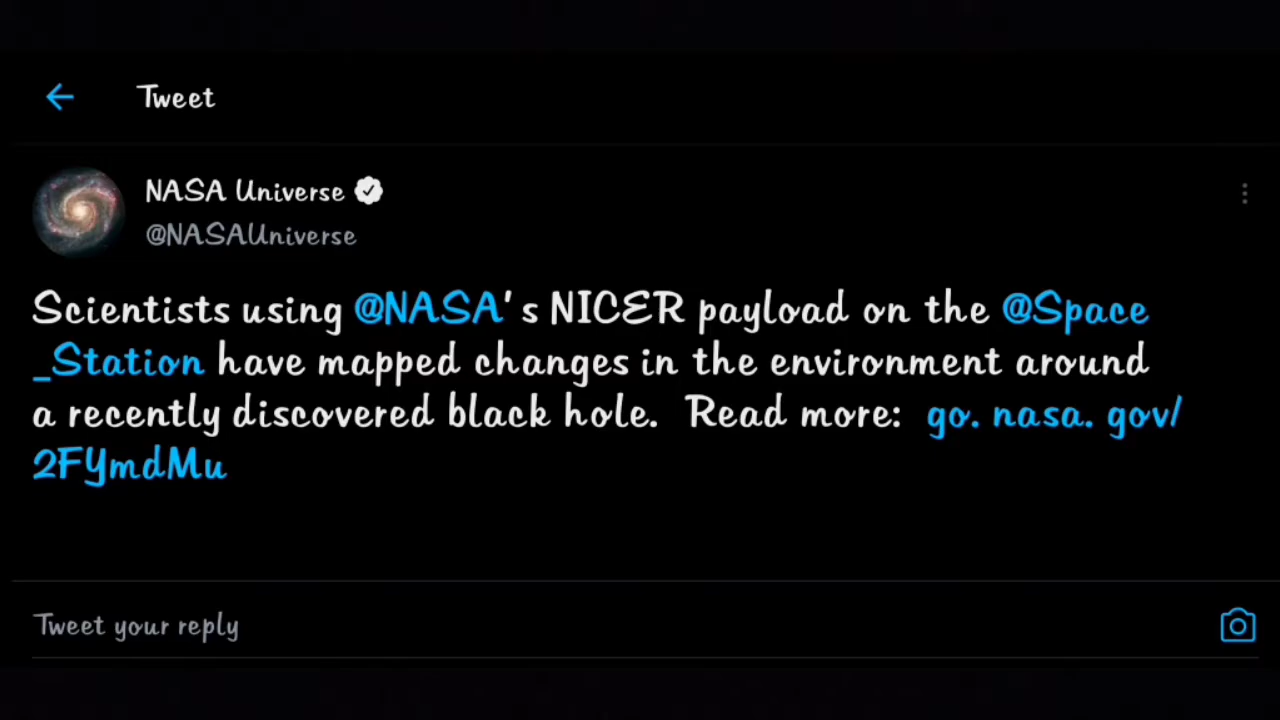 Tweet
NASA Universe
@NASAUniverse
Scientists using @NASA's NICER payload on the @Space
_Station have mapped changes in the environment around
a recently discovered black hole. Read more: go. nasa. gov/
2FYmdMu
Tweet your reply